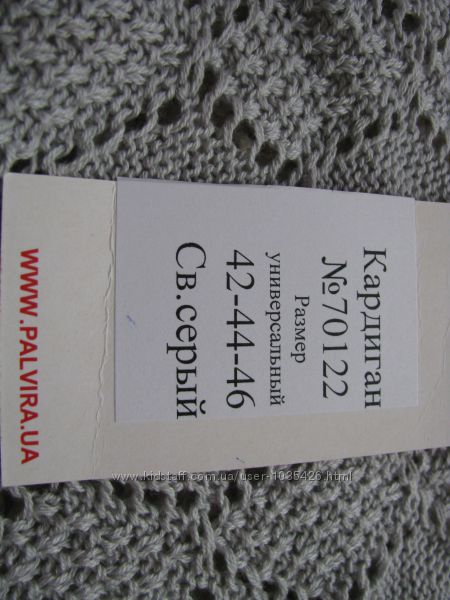 Кардиган
№70122
Размер
универсальный
42-44-46
Св.серый
WWW.PALVIRA.UA
www.kidstaff.com.ua/user-1035426.html